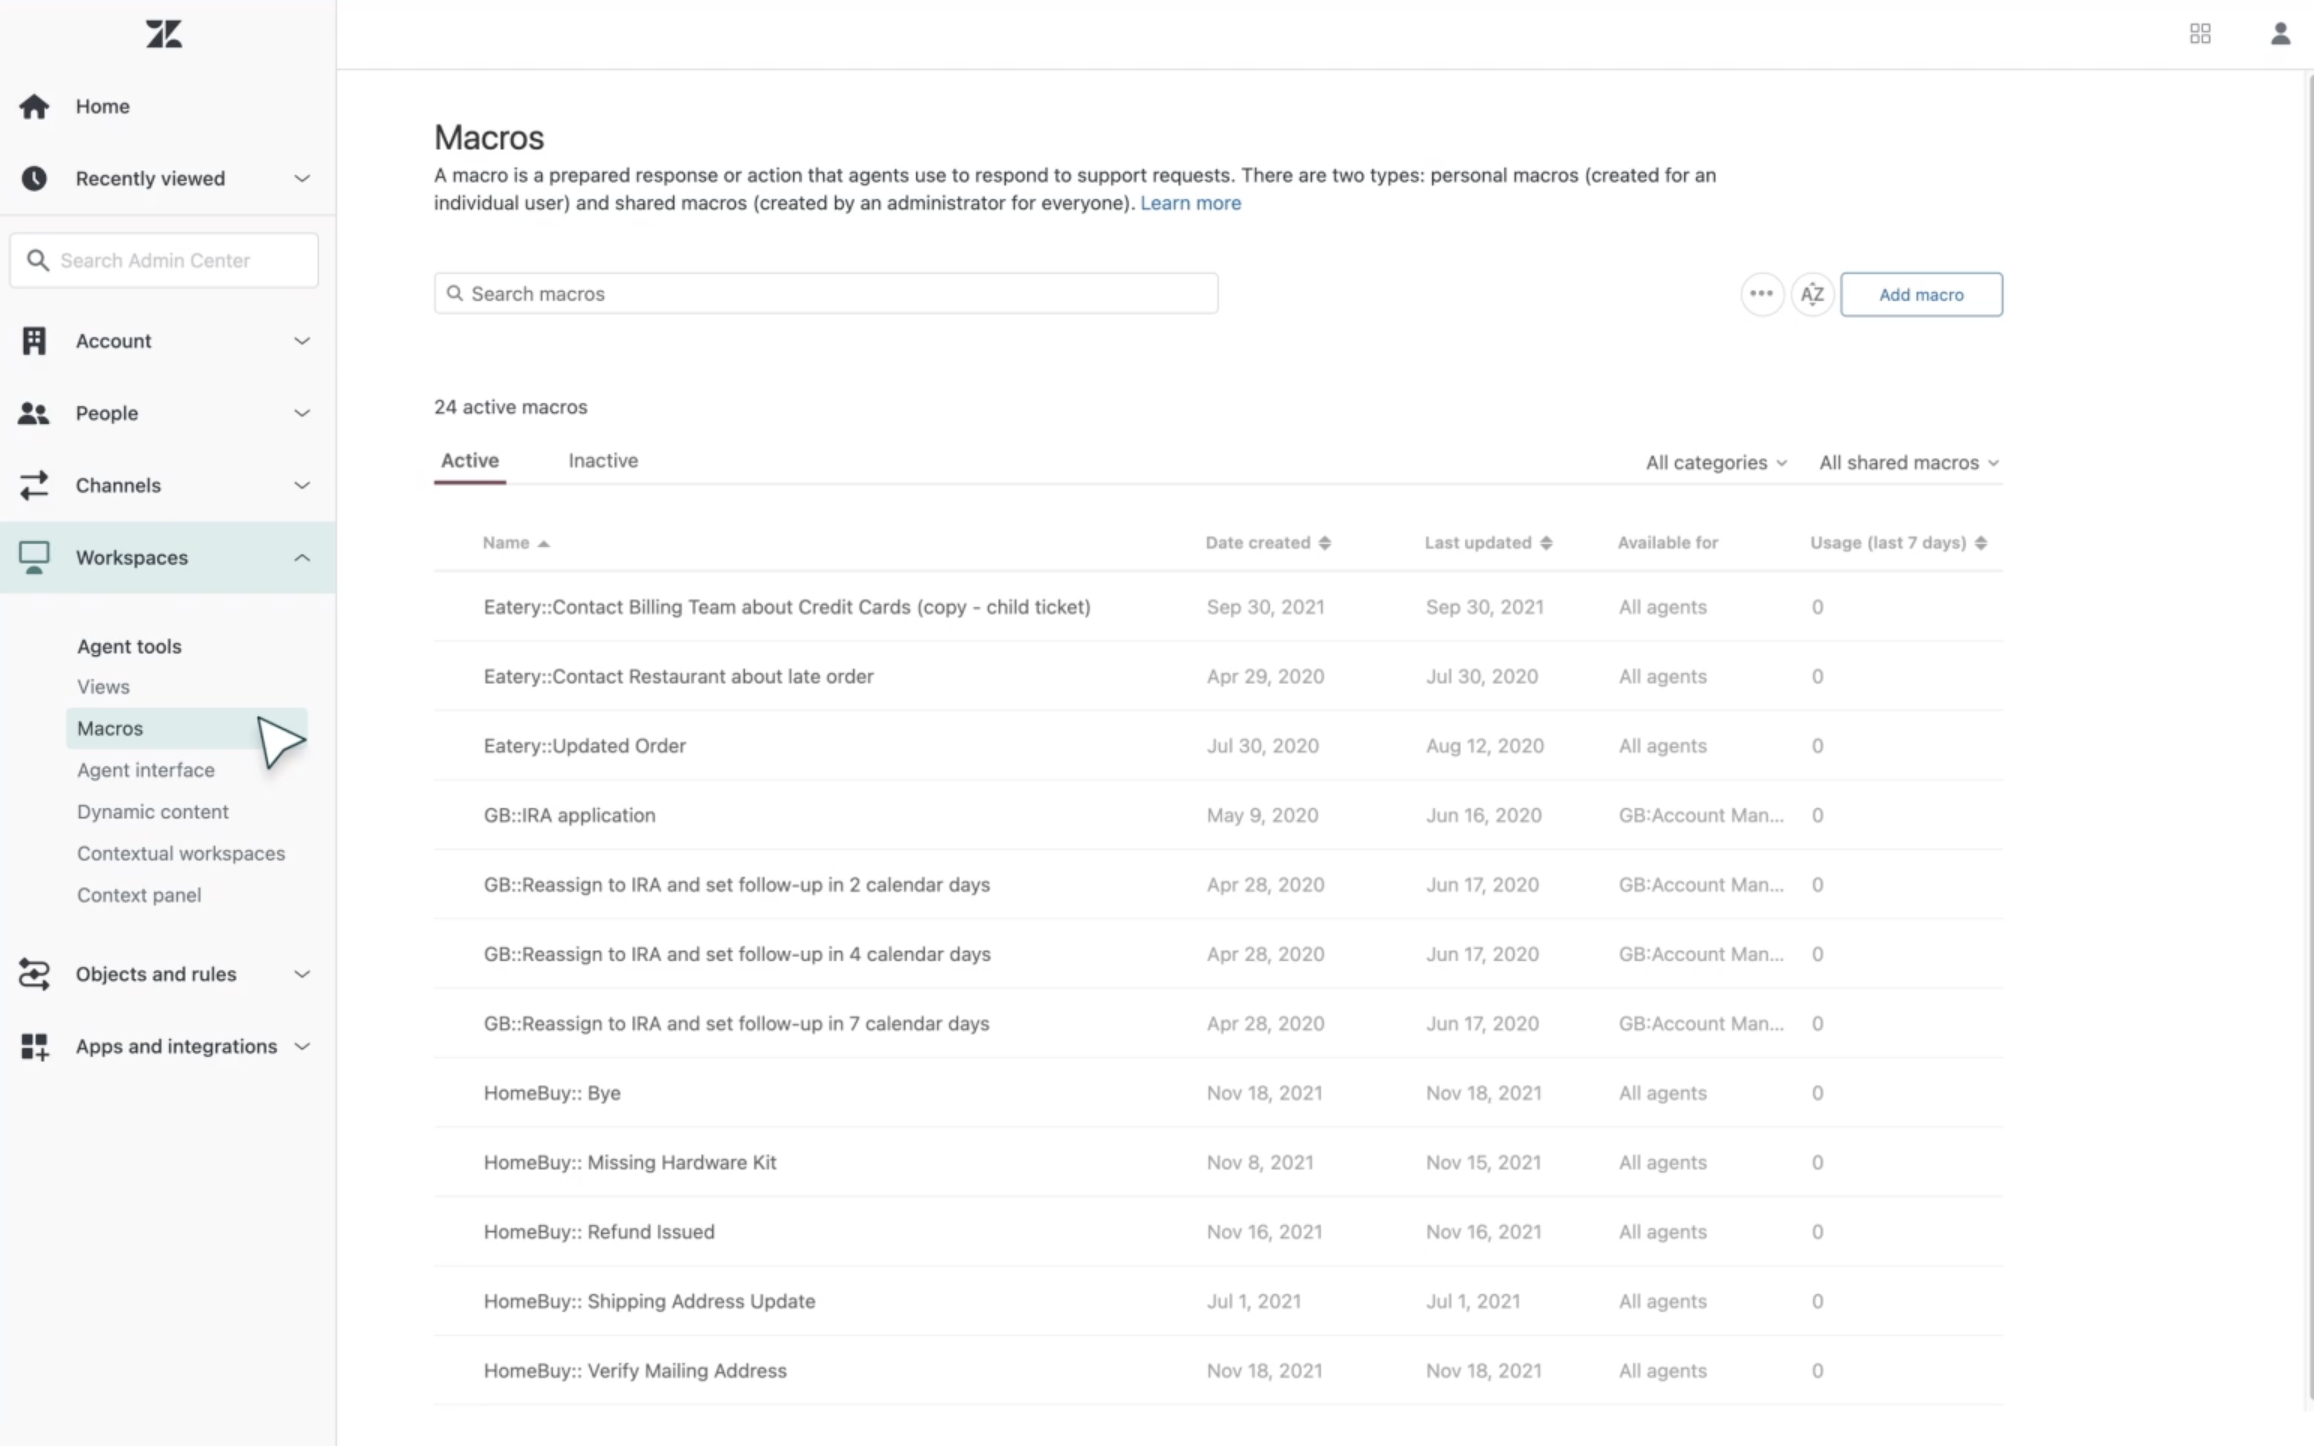 Home
Recently viewed
Search Admin Center
Account
People
Channels
Workspaces
Agent tools
Views
Macros
Agent interface
Dynamic content
Contextual workspaces
Context panel
Objects and rules
Apps and integrations
Macros
A macro is a prepared response or action that agents use to respond to support requests. There are two types: personal macros (created for an
individual user) and shared macros (created by an administrator for everyone). Learn more
Search macros
AZ
Add macro
24 active macros
Active Inactive All categories All shared macros
Name Date created Last updated Available for Usage (last 7 days)
Eatery::Contact Billing Team about Credit Cards (copy - child ticket) Sep 30, 2021 Sep 30, 2021 All agents 0
Eatery::Contact Restaurant about late order Apr 29, 2020 Jul 30, 2020 All agents 0
Eatery::Updated Order Jul 30, 2020 Aug 12, 2020 All agents 0
GB::IRA application May 9, 2020 Jun 16, 2020 GB:Account Man... 0
GB::Reassign to IRA and set follow-up in 2 calendar days Apr 28, 2020 Jun 17, 2020 GB:Account Man... 0
GB::Reassign to IRA and set follow-up in 4 calendar days Apr 28, 2020 Jun 17, 2020 GB:Account Man... 0
GB::Reassign to IRA and set follow-up in 7 calendar days Apr 28, 2020 Jun 17, 2020 GB:Account Man... 0
HomeBuy:: Bye Nov 18, 2021 Nov 18, 2021 All agents 0
HomeBuy:: Missing Hardware Kit Nov 8, 2021 Nov 15, 2021 All agents 0
HomeBuy:: Refund Issued Nov 16, 2021 Nov 16, 2021 All agents 0
HomeBuy:: Shipping Address Update Jul 1, 2021 Jul 1, 2021 All agents 0
HomeBuy:: Verify Mailing Address Nov 18, 2021 Nov 18, 2021 All agents 0